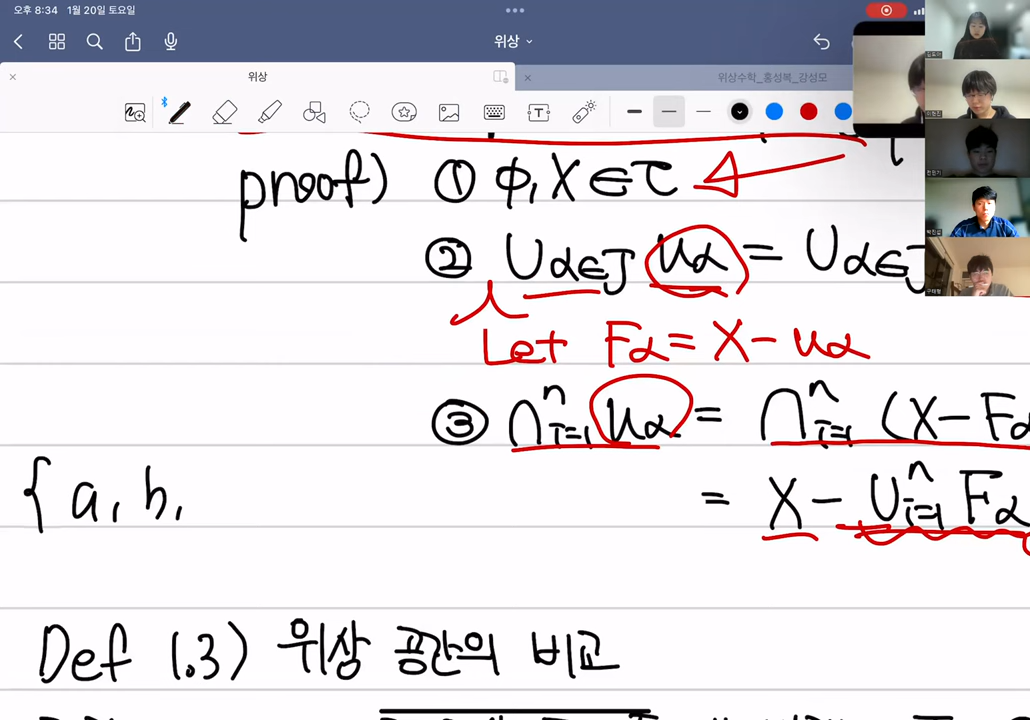 오후 8:34 1월 20일 토요일
위상
위상
위상수학_홍성복_강성모
proof) ① ϕ, X ∈ τ
② ∪α∈J uα = ∪α∈J
Let Fα = X - uα
③ ∩ⁿi=1 uα = ∩ⁿi=1 (X - Fα
{ a, b,
= X - ∪ⁿi=1 Fα
Def 1.3) 위상 공간의 비교